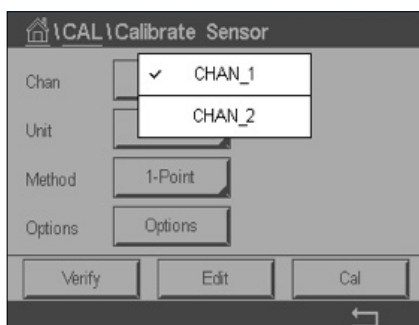 \CAL\Calibrate Sensor
Chan
✓ CHAN_1
CHAN_2
Unit
Method 1-Point
Options Options
Verify Edit Cal